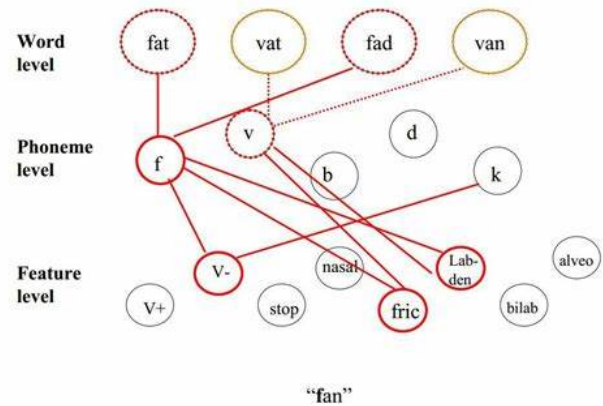 Word level
fat vat fad van
Phoneme level
f v d
b k
Feature level
V- nasal Lab-den alveo
V+ stop fric bilab
“fan”